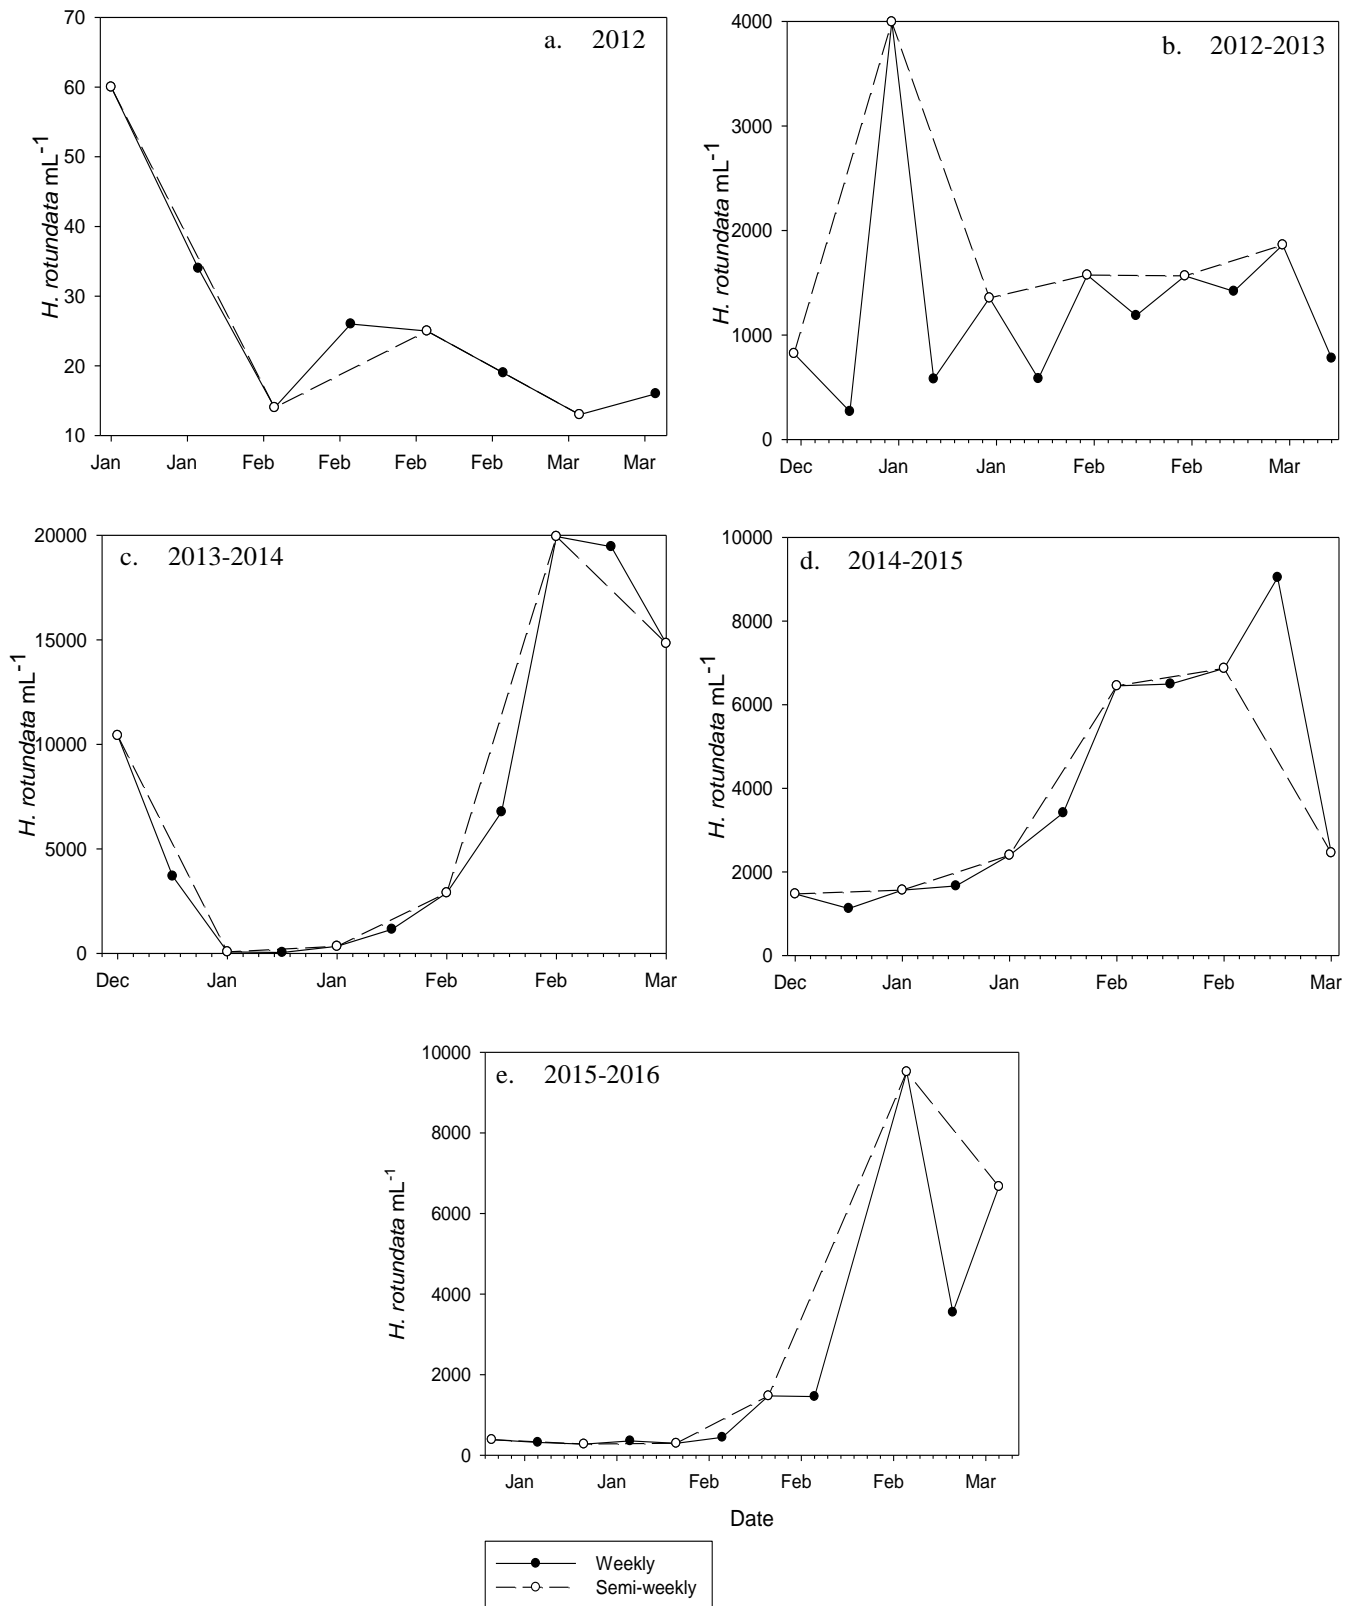 a. 2012
70
60
50
40
30
20
10
H. rotundata mL-1
Jan Jan Feb Feb Feb Feb Mar Mar
b. 2012-2013
4000
3000
2000
1000
0
H. rotundata mL-1
Dec Jan Jan Feb Feb Mar
c. 2013-2014
20000
15000
10000
5000
0
H. rotundata mL-1
Dec Jan Jan Feb Feb Mar
d. 2014-2015
10000
8000
6000
4000
2000
0
H. rotundata mL-1
Dec Jan Jan Feb Feb Mar
e. 2015-2016
10000
8000
6000
4000
2000
0
H. rotundata mL-1
Jan Jan Feb Feb Feb Mar
Date
Weekly
Semi-weekly